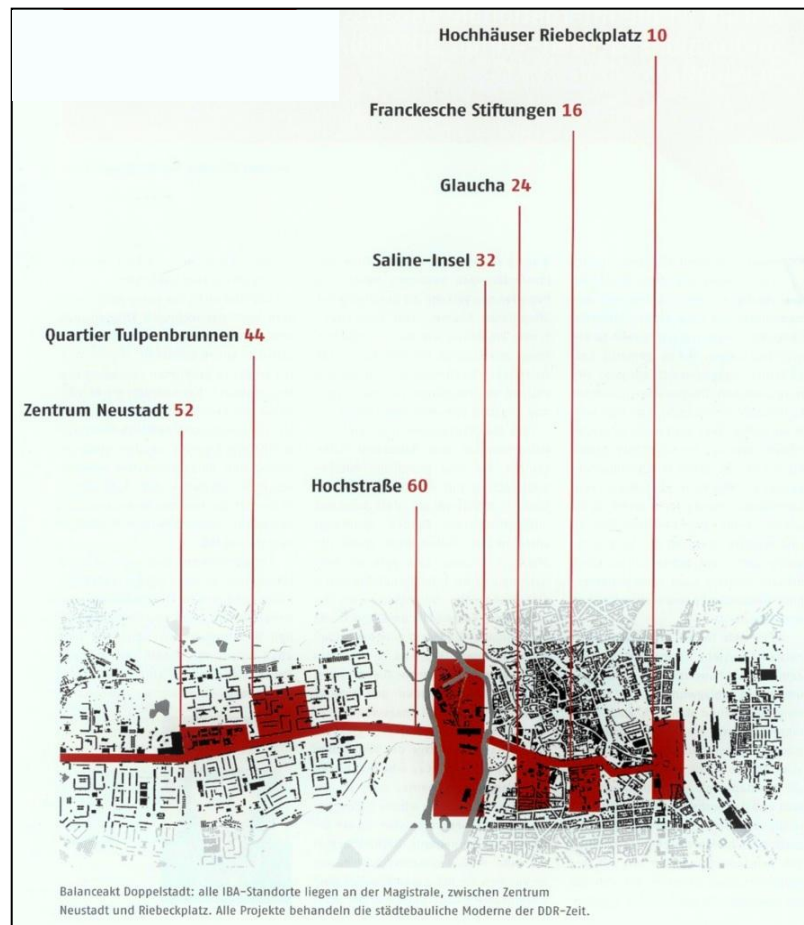 Hochhäuser Riebeckplatz 10
Franckesche Stiftungen 16
Glaucha 24
Saline-Insel 32
Quartier Tulpenbrunnen 44
Zentrum Neustadt 52
Hochstraße 60
Balanceakt Doppelstadt: alle IBA-Standorte liegen an der Magistrale, zwischen Zentrum
Neustadt und Riebeckplatz. Alle Projekte behandeln die städtebauliche Moderne der DDR-Zeit.